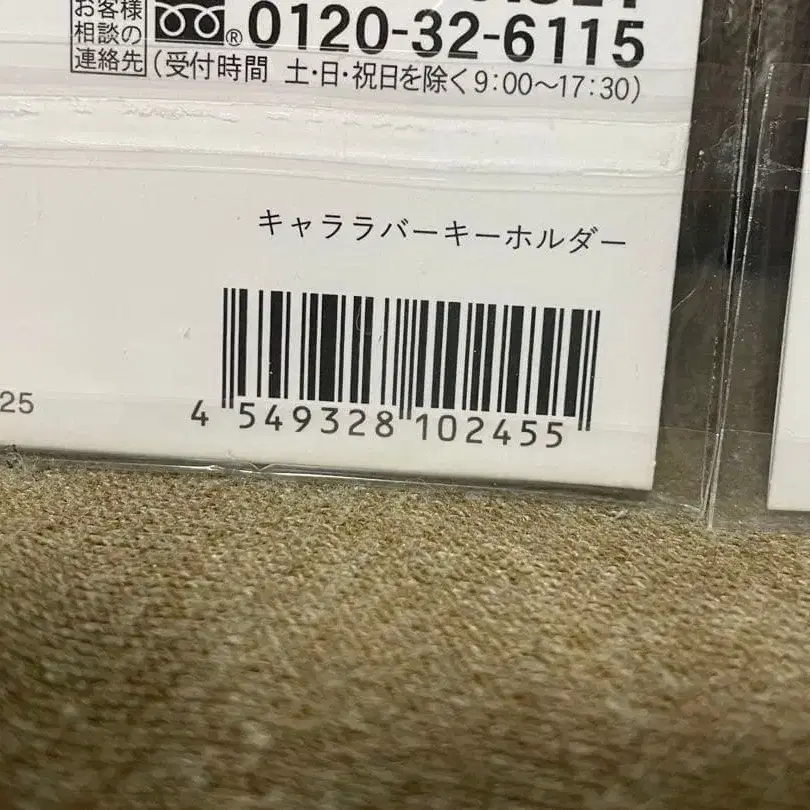 お客様
相談の
連絡先
® 0120-32-6115
(受付時間 土・日・祝日を除く9:00～17:30)
キャララバーキーホルダー
25
4 549328 102455